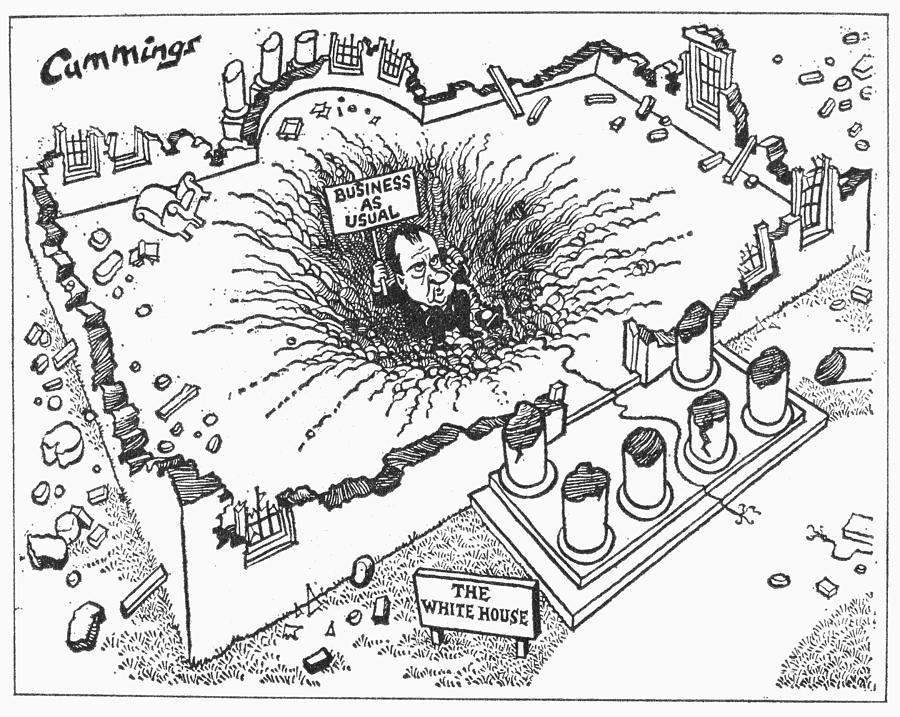 Cummings
BUSINESS
AS
USUAL
THE
WHITE HOUSE